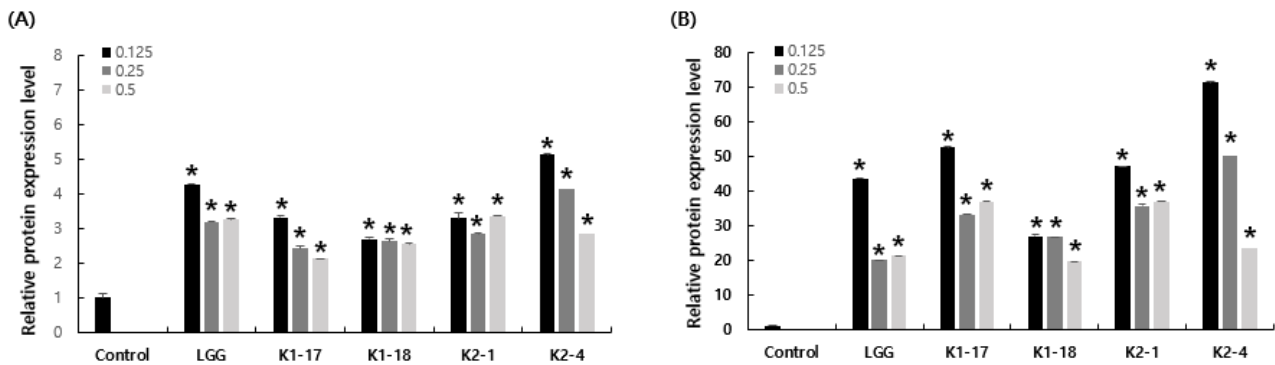 (A)
Relative protein expression level
8
7
6
5
4
3
2
1
0
0.125
0.25
0.5
* * *
* * *
* * *
* * *
* * *
Control LGG K1-17 K1-18 K2-1 K2-4
(B)
Relative protein expression level
80
70
60
50
40
30
20
10
0
0.125
0.25
0.5
* * *
* * *
* * *
* * *
* * *
Control LGG K1-17 K1-18 K2-1 K2-4